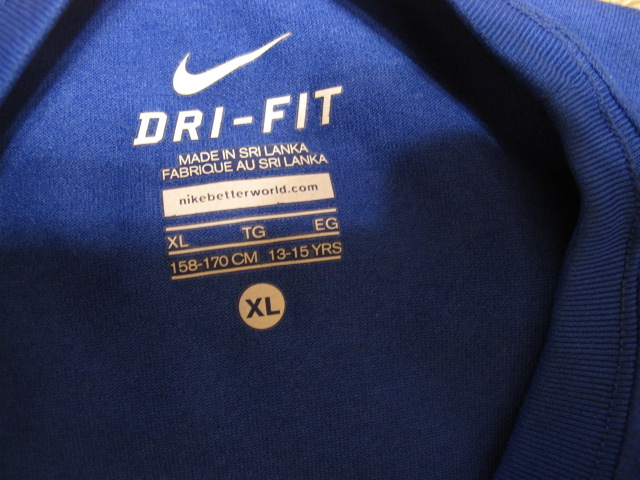 DRI-FIT
MADE IN SRI LANKA
FABRIQUE AU SRI LANKA
nikebetterworld.com
XL TG EG
158-170 CM 13-15 YRS
XL